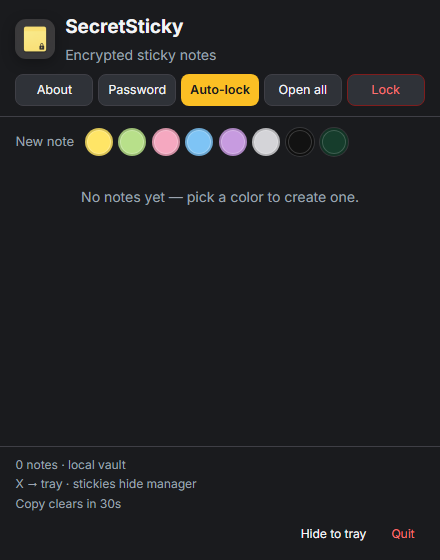 SecretSticky
Encrypted sticky notes
About Password Auto-lock Open all Lock
New note
No notes yet — pick a color to create one.
0 notes · local vault
X → tray · stickies hide manager
Copy clears in 30s
Hide to tray Quit